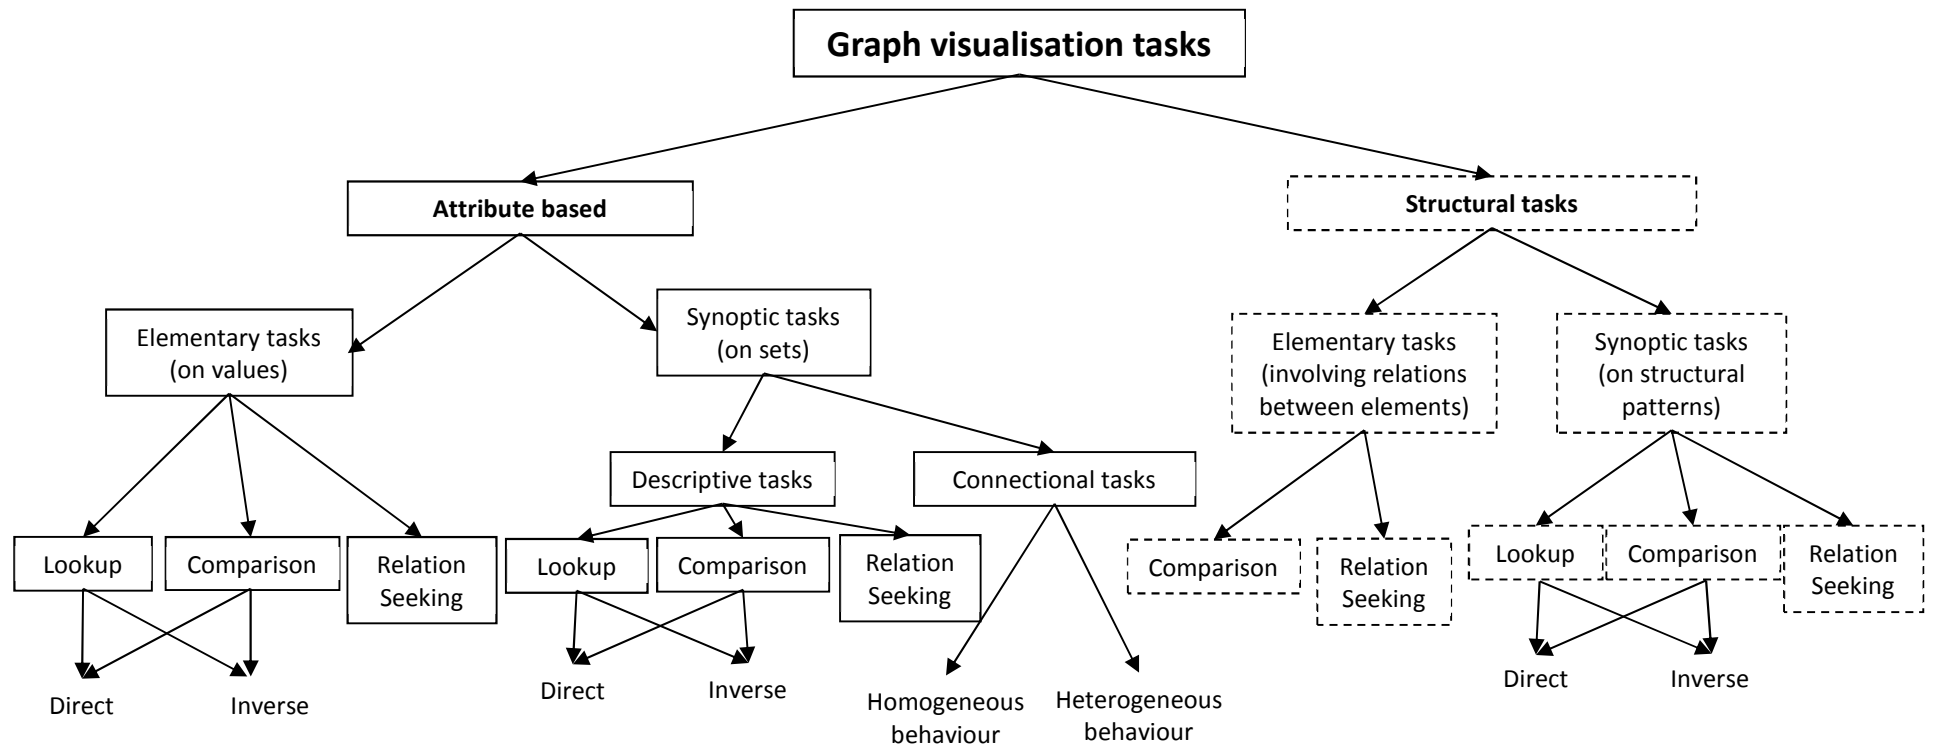 Graph visualisation tasks
Attribute based
Structural tasks
Elementary tasks
(on values)
Synoptic tasks
(on sets)
Elementary tasks
(involving relations
between elements)
Synoptic tasks
(on structural
patterns)
Descriptive tasks
Connectional tasks
Lookup
Comparison
Relation
Seeking
Lookup
Comparison
Relation
Seeking
Comparison
Relation
Seeking
Lookup
Comparison
Relation
Seeking
Direct
Inverse
Direct
Inverse
Homogeneous
behaviour
Heterogeneous
behaviour
Direct
Inverse